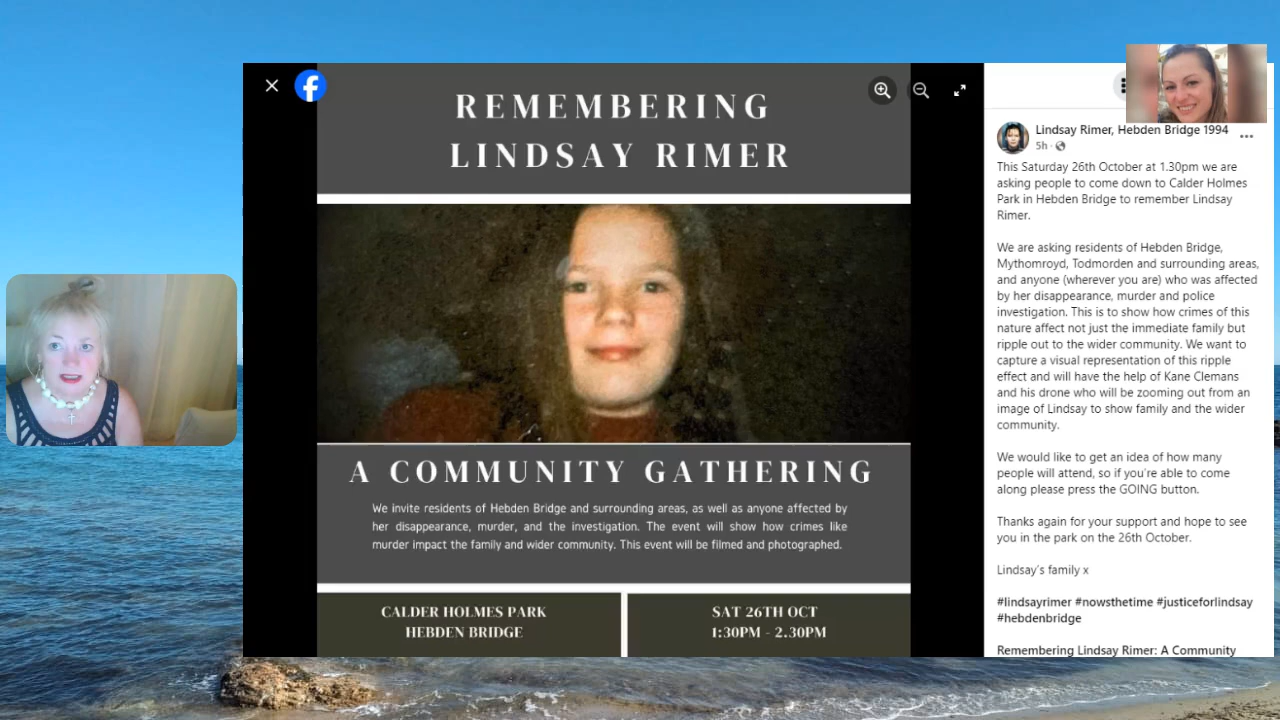 REMEMBERING
LINDSAY RIMER
A COMMUNITY GATHERING
We invite residents of Hebden Bridge and surrounding areas, as well as anyone affected by
her disappearance, murder, and the investigation. The event will show how crimes like
murder impact the family and wider community. This event will be filmed and photographed.
CALDER HOLMES PARK
HEBDEN BRIDGE
SAT 26TH OCT
1:30PM - 2.30PM
Lindsay Rimer, Hebden Bridge 1994
5h
This Saturday 26th October at 1.30pm we are
asking people to come down to Calder Holmes
Park in Hebden Bridge to remember Lindsay
Rimer.
We are asking residents of Hebden Bridge,
Mythomroyd, Todmorden and surrounding areas,
and anyone (wherever you are) who was affected
by her disappearance, murder and police
investigation. This is to show how crimes of this
nature affect not just the immediate family but
ripple out to the wider community. We want to
capture a visual representation of this ripple
effect and will have the help of Kane Clemans
and his drone who will be zooming out from an
image of Lindsay to show family and the wider
community.
We would like to get an idea of how many
people will attend, so if you're able to come
along please press the GOING button.
Thanks again for your support and hope to see
you in the park on the 26th October.
Lindsay's family x
#lindsayrimer #nowsthetime #justiceforlindsay
#hebdenbridge
Remembering Lindsay Rimer: A Community